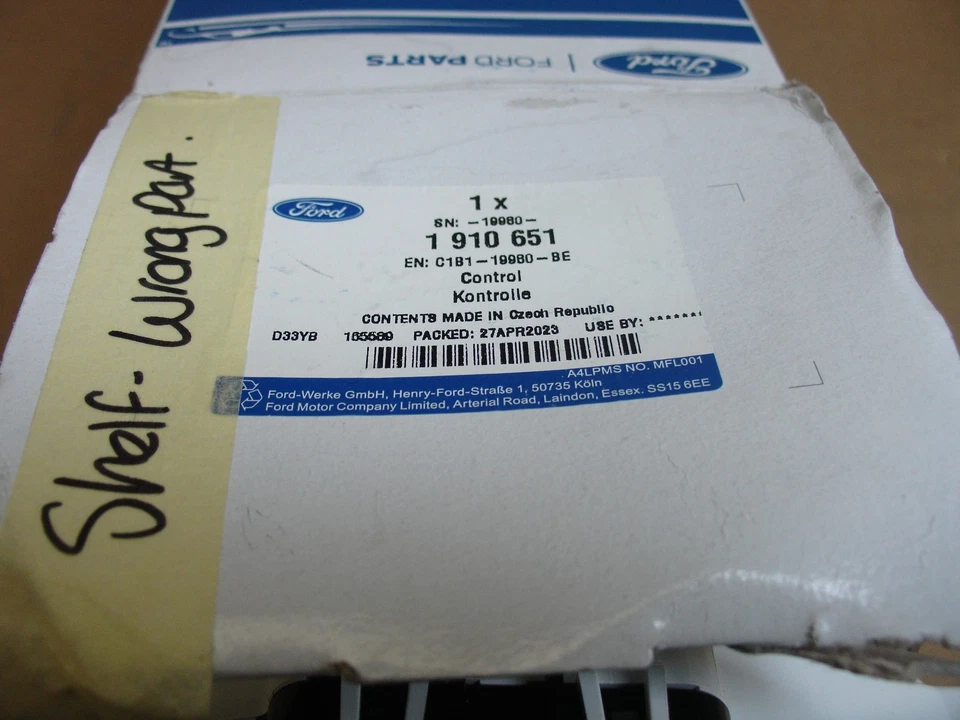 Ford | FORD PARTS
Shelf - Wrong Part.
Ford
1 x
SN: -19980-
1 910 651
EN: C1B1-19980-BE
Control
Kontrolle
CONTENTS MADE IN Czech Republic
D33YB 165589 PACKED: 27APR2023 USE BY: *******
A4LPMS NO. MFL001
Ford-Werke GmbH, Henry-Ford-Straße 1, 50735 Köln
Ford Motor Company Limited, Arterial Road, Laindon, Essex. SS15 6EE